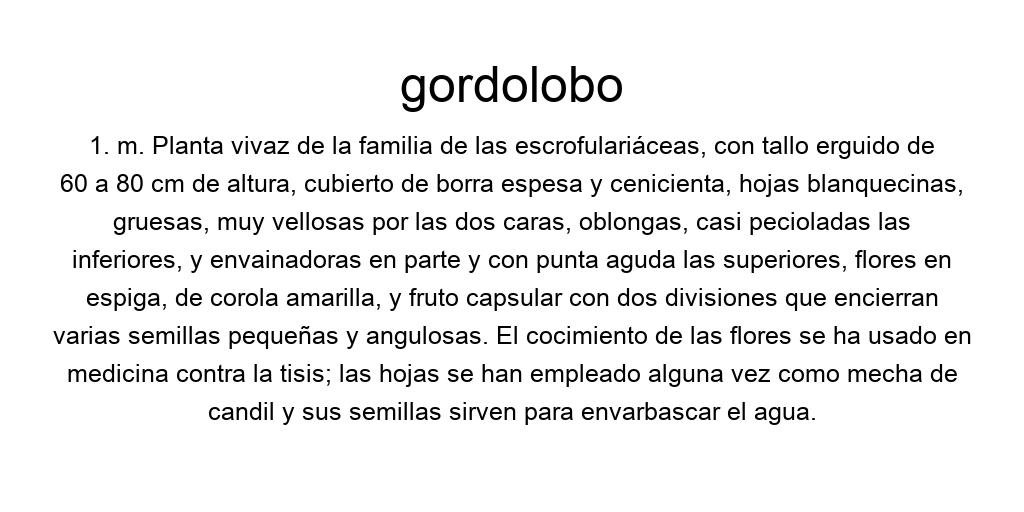 gordolobo
1. m. Planta vivaz de la familia de las escrofulariáceas, con tallo erguido de
60 a 80 cm de altura, cubierto de borra espesa y cenicienta, hojas blanquecinas,
gruesas, muy vellosas por las dos caras, oblongas, casi pecioladas las
inferiores, y envainadoras en parte y con punta aguda las superiores, flores en
espiga, de corola amarilla, y fruto capsular con dos divisiones que encierran
varias semillas pequeñas y angulosas. El cocimiento de las flores se ha usado en
medicina contra la tisis; las hojas se han empleado alguna vez como mecha de
candil y sus semillas sirven para envarbascar el agua.